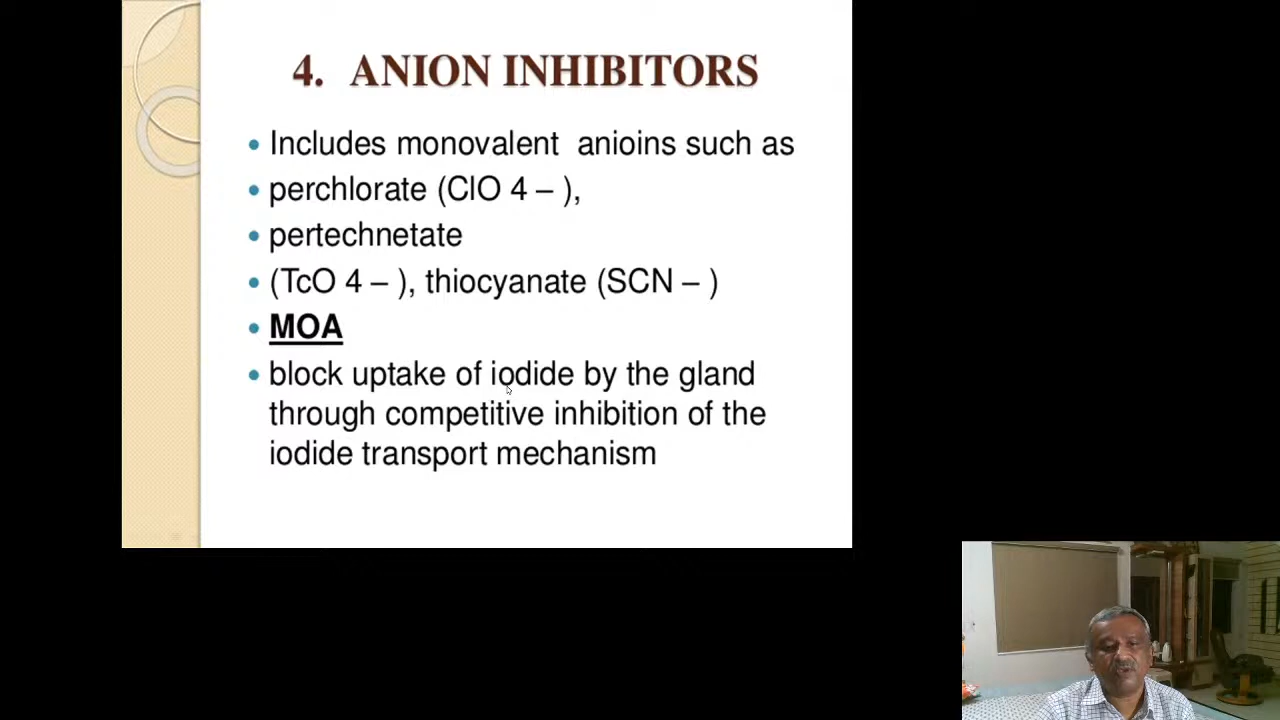 4. ANION INHIBITORS
Includes monovalent anioins such as
perchlorate (ClO 4 – ),
pertechnetate
(TcO 4 – ), thiocyanate (SCN – )
MOA
block uptake of iodide by the gland
through competitive inhibition of the
iodide transport mechanism